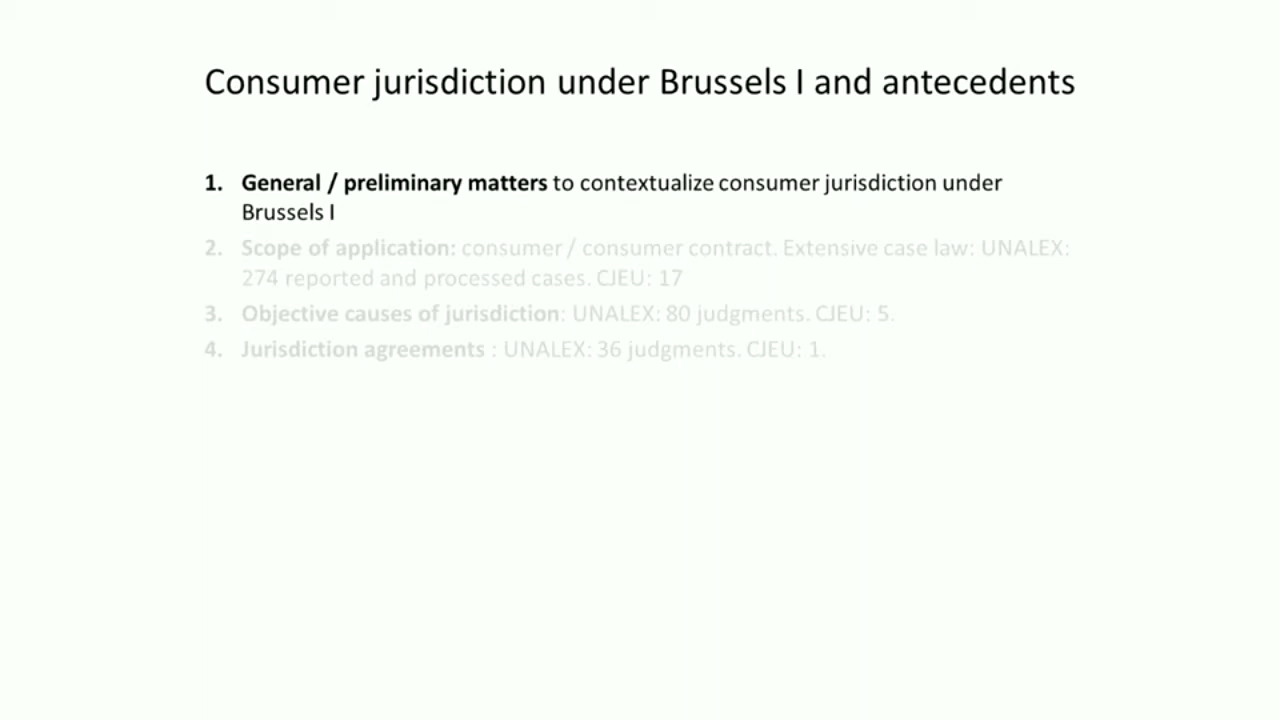 Consumer jurisdiction under Brussels I and antecedents
1. General / preliminary matters to contextualize consumer jurisdiction under
Brussels I
2. Scope of application: consumer / consumer contract. Extensive case law: UNALEX:
274 reported and processed cases. CJEU: 17
3. Objective causes of jurisdiction: UNALEX: 80 judgments. CJEU: 5.
4. Jurisdiction agreements : UNALEX: 36 judgments. CJEU: 1.